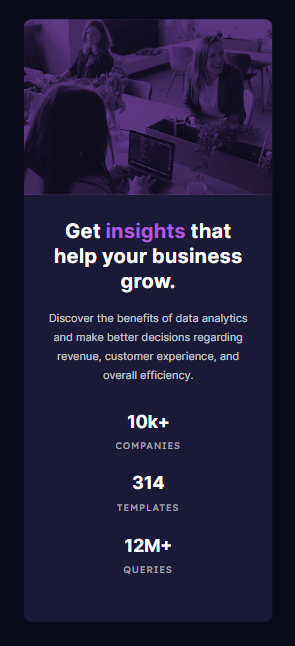 Get insights that
help your business
grow.
Discover the benefits of data analytics
and make better decisions regarding
revenue, customer experience, and
overall efficiency.
10k+
COMPANIES
314
TEMPLATES
12M+
QUERIES